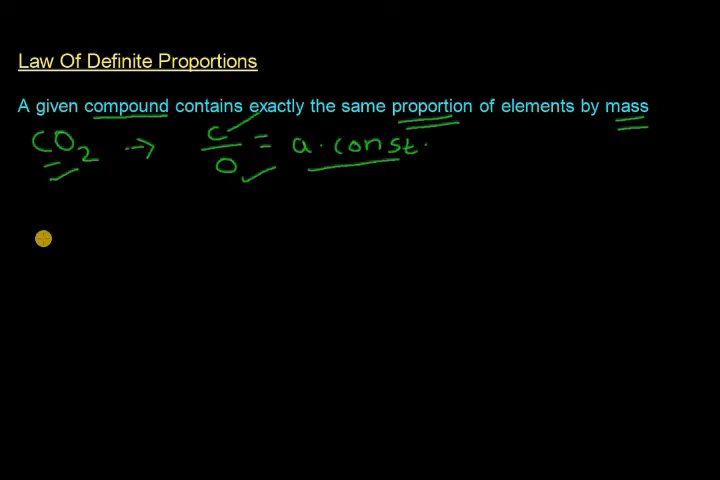 Law Of Definite Proportions
A given compound contains exactly the same proportion of elements by mass
CO2 → C/O = a const.